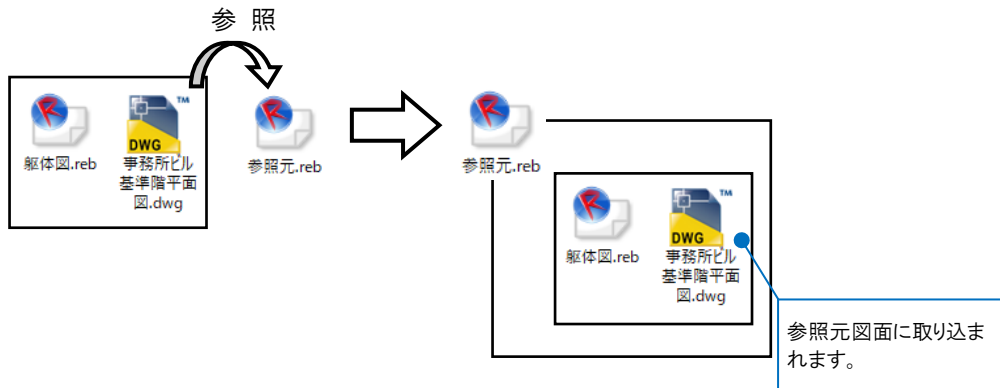 参 照
躯体図.reb
TM
DWG
事務所ビル
基準階平面
図.dwg
参照元.reb
参照元.reb
躯体図.reb
TM
DWG
事務所ビル
基準階平面
図.dwg
参照元図面に取り込ま
れます。